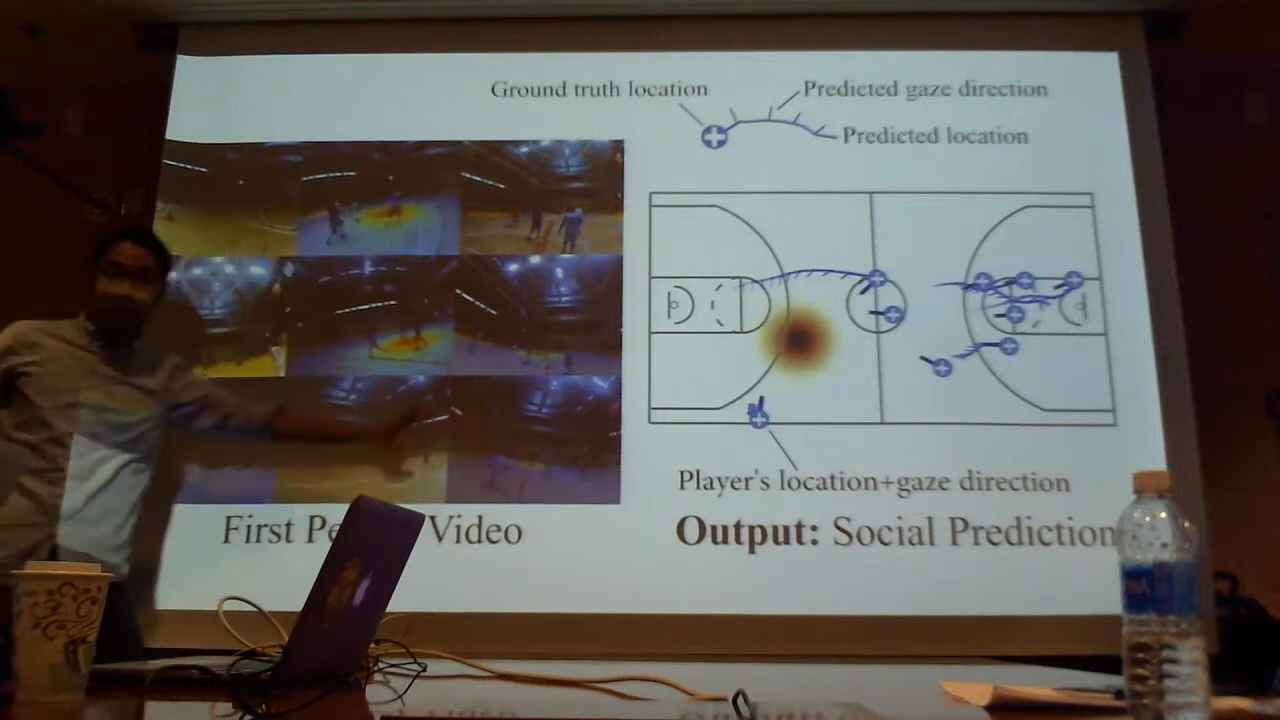 Ground truth location
Predicted gaze direction
Predicted location
Player's location+gaze direction
First Pe Video
Output: Social Prediction